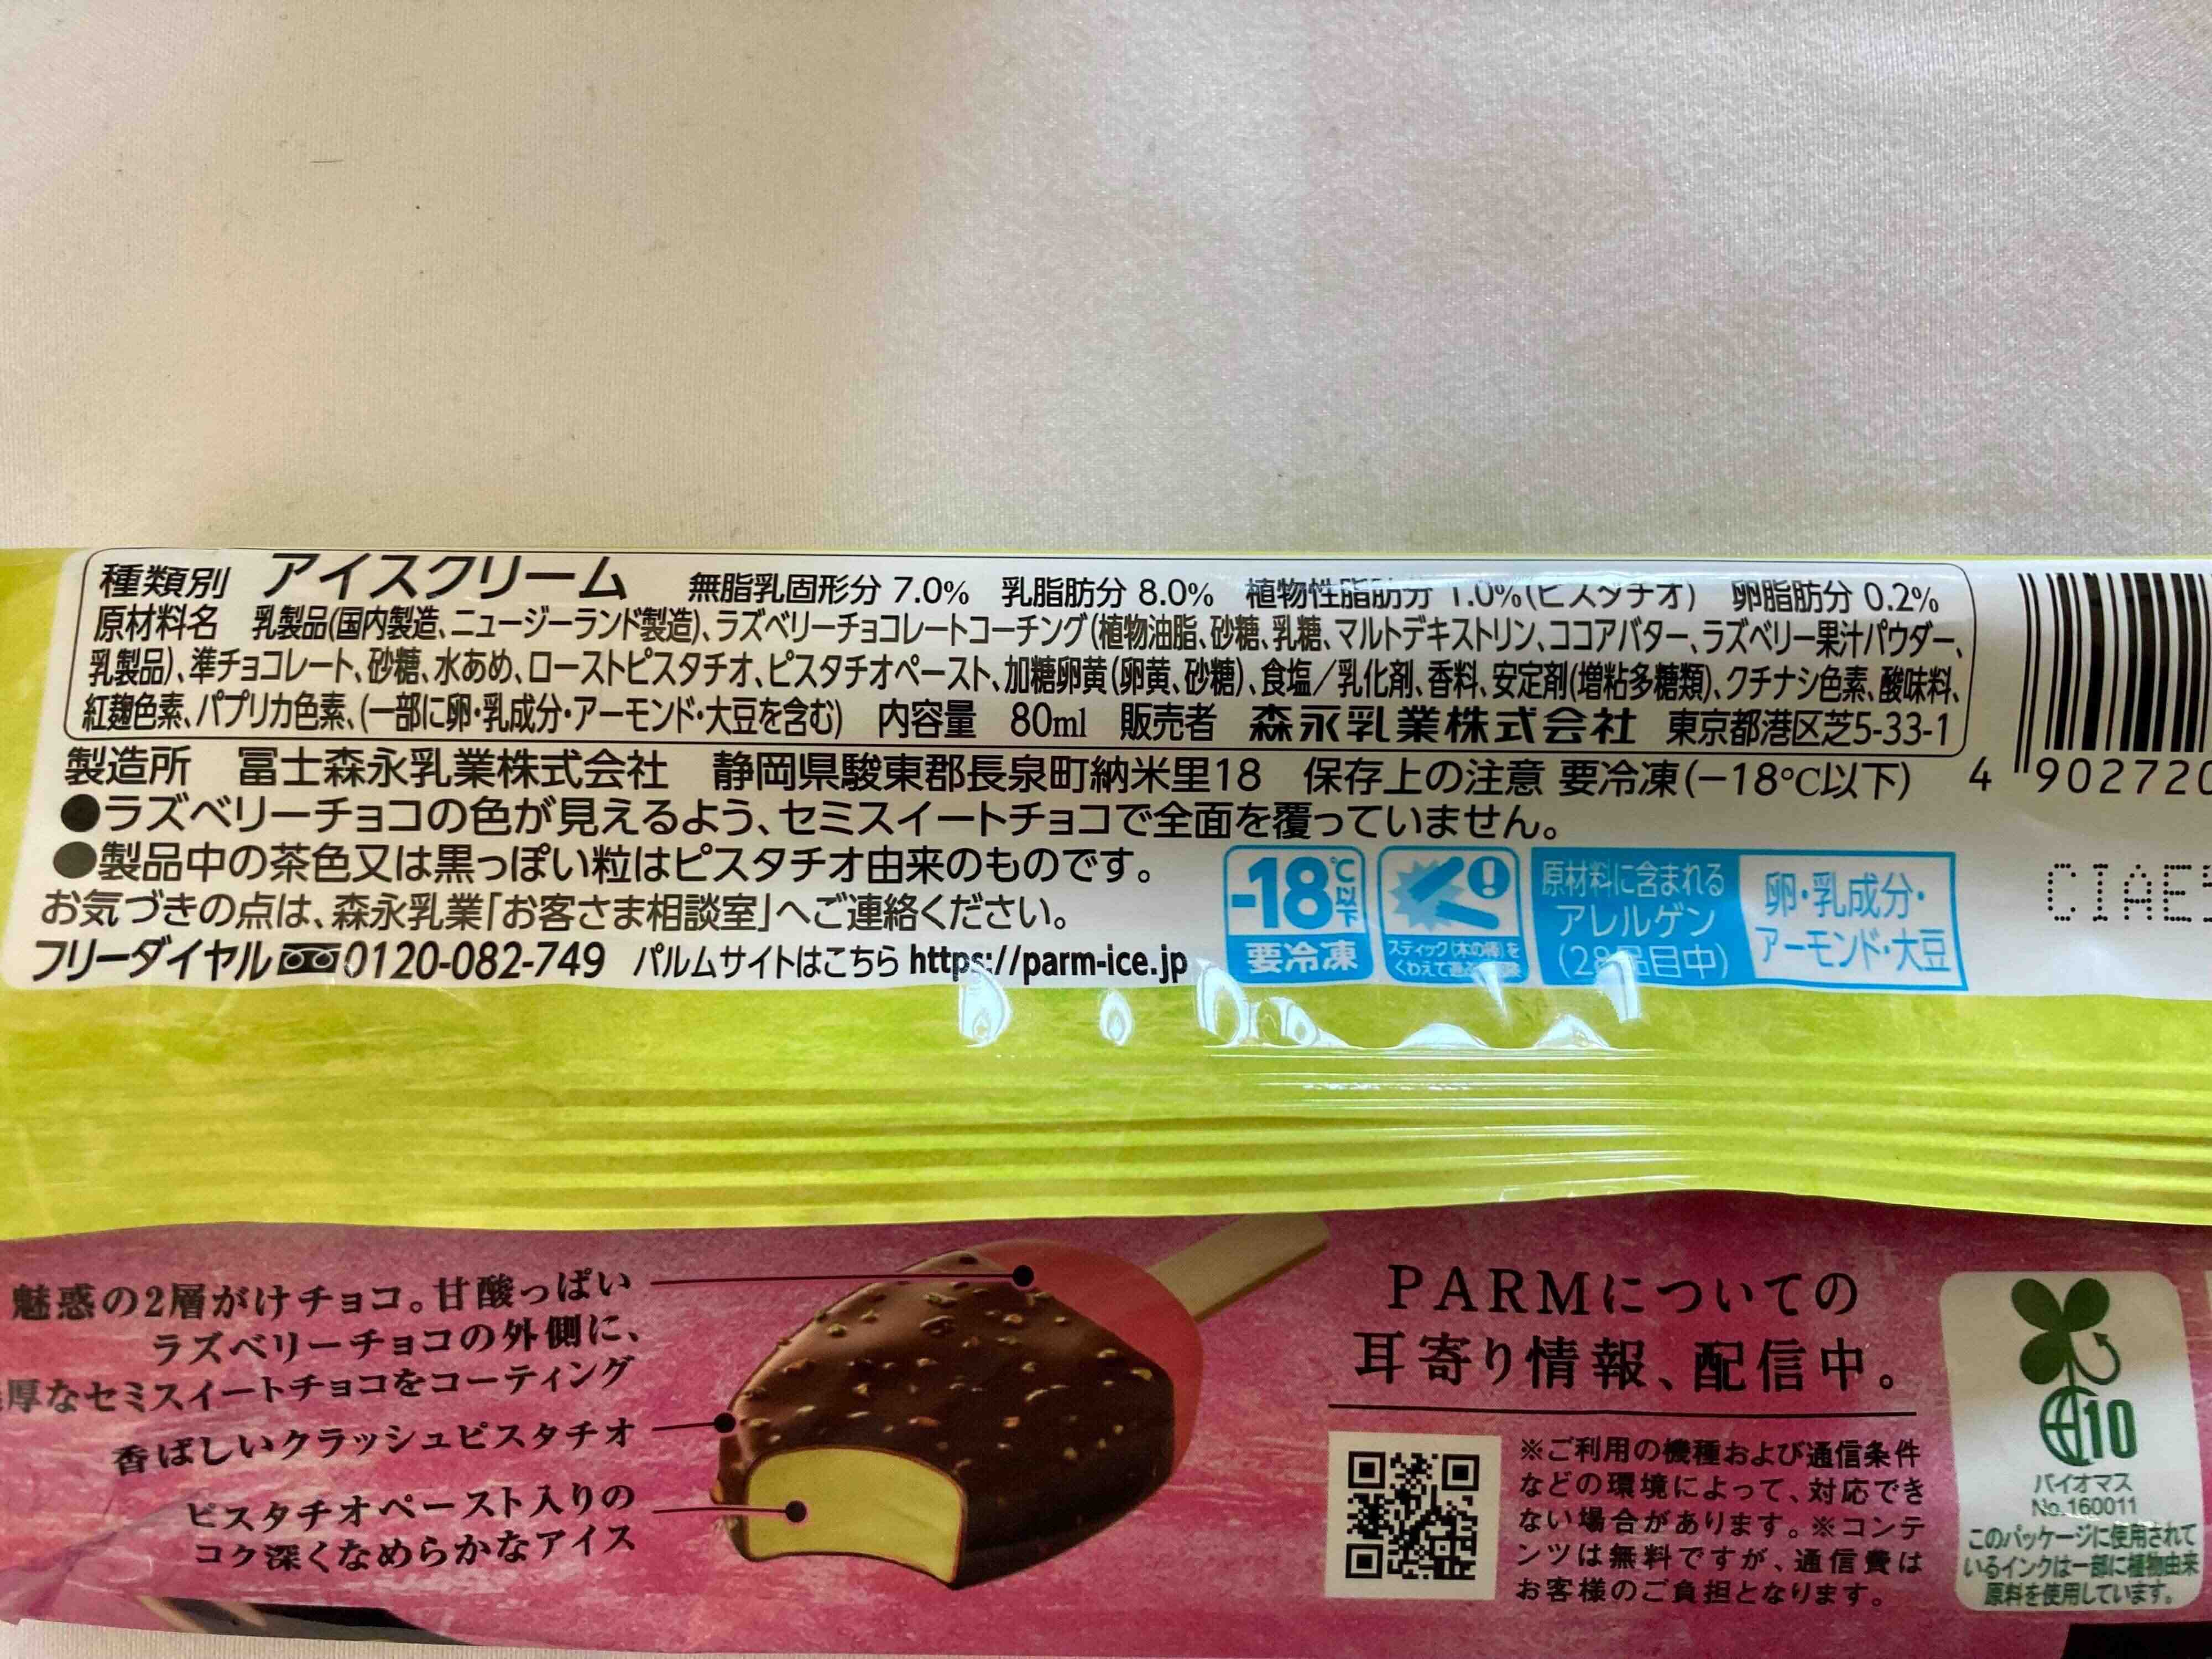 種類別 アイスクリーム 無脂乳固形分 7.0% 乳脂肪分 8.0% 植物性脂肪分 1.0%(ピスタチオ) 卵脂肪分 0.2%
原材料名 乳製品(国内製造、ニュージーランド製造)、ラズベリーチョコレートコーチング(植物油脂、砂糖、乳糖、マルトデキストリン、ココアバター、ラズベリー果汁パウダー、
乳製品)、準チョコレート、砂糖、水あめ、ローストピスタチオ、ピスタチオペースト、加糖卵黄(卵黄、砂糖)、食塩/乳化剤、香料、安定剤(増粘多糖類)、クチナシ色素、酸味料、
紅麹色素、パプリカ色素、(一部に卵・乳成分・アーモンド・大豆を含む) 内容量 80ml 販売者 森永乳業株式会社 東京都港区芝5-33-1
製造所 冨士森永乳業株式会社 静岡県駿東郡長泉町納米里18 保存上の注意 要冷凍(−18℃以下)
4 902720
●ラズベリーチョコの色が見えるよう、セミスイートチョコで全面を覆っていません。
●製品中の茶色又は黒っぽい粒はピスタチオ由来のものです。
お気づきの点は、森永乳業「お客さま相談室」へご連絡ください。
フリーダイヤル 0120-082-749 パルムサイトはこちら https://parm-ice.jp
-18℃以下
要冷凍
スティック(木の棒)を
くわえて
原材料に含まれる
アレルゲン
(28品目中)
卵・乳成分・
アーモンド・大豆
CIAE
魅惑の2層がけチョコ。甘酸っぱい
ラズベリーチョコの外側に、
厚なセミスイートチョコをコーティング
香ばしいクラッシュピスタチオ
ピスタチオペースト入りの
コク深くなめらかなアイス
PARMについての
耳寄り情報、配信中。
※ご利用の機種および通信条件
などの環境によって、対応でき
ない場合があります。※コンテ
ンツは無料ですが、通信費は
お客様のご負担となります。
10
バイオマス
No.160011
このパッケージに使用されて
いるインクは一部に植物由来
原料を使用しています。